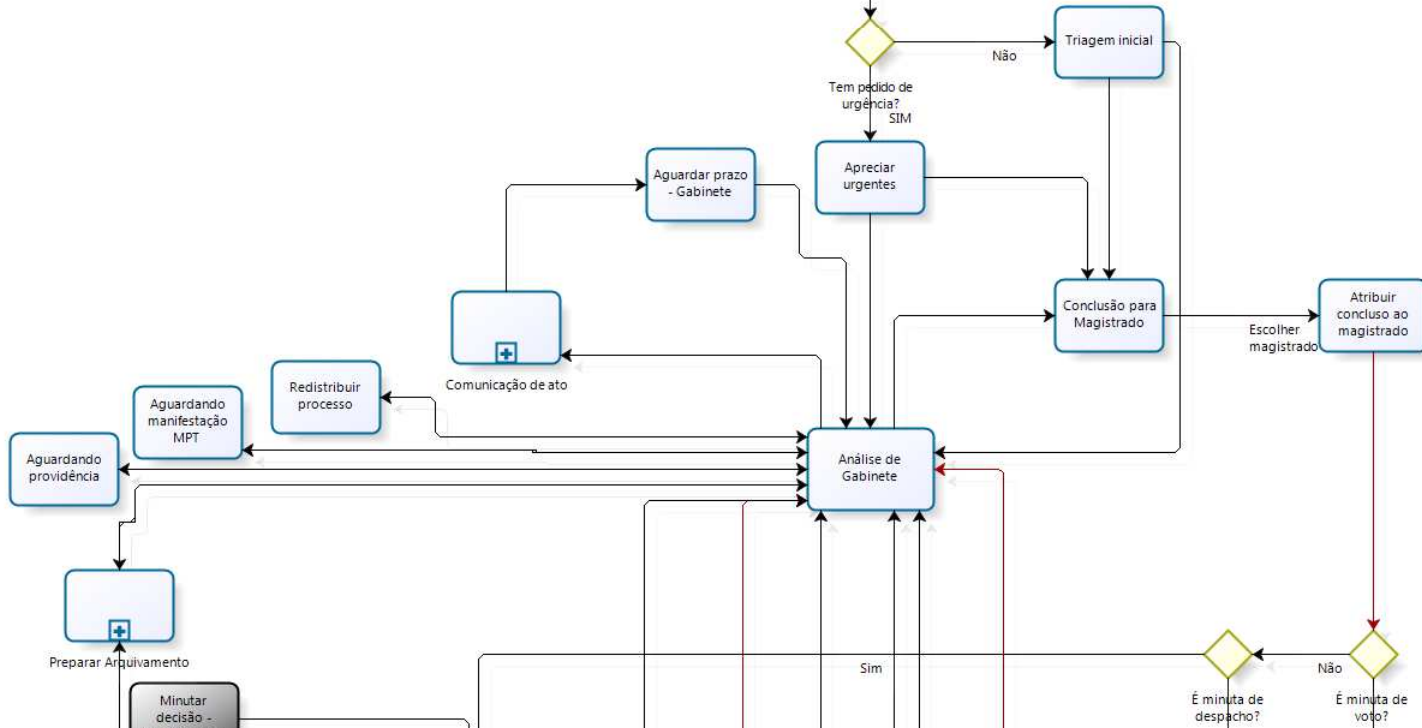 Triagem inicial
Não
Tem pedido de
urgência?
SIM
Aguardar prazo
- Gabinete
Apreciar
urgentes
Conclusão para
Magistrado
Escolher
magistrado
Atribuir
concluso ao
magistrado
Comunicação de ato
Redistribuir
processo
Aguardando
manifestação
MPT
Aguardando
providência
Análise de
Gabinete
Preparar Arquivamento
Sim
Não
É minuta de
despacho?
É minuta de
voto?
Minutar
decisão -